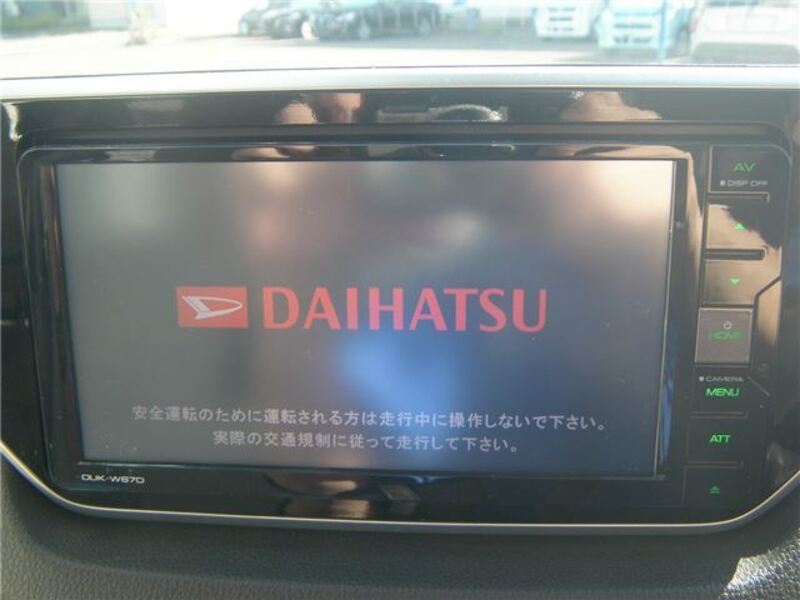 AV
DISP OFF
DAIHATSU
HOME
CAMERA
MENU
安全運転のために運転される方は走行中に操作しないで下さい。
ATT
実際の交通規制に従って走行して下さい。
DUK-W67D